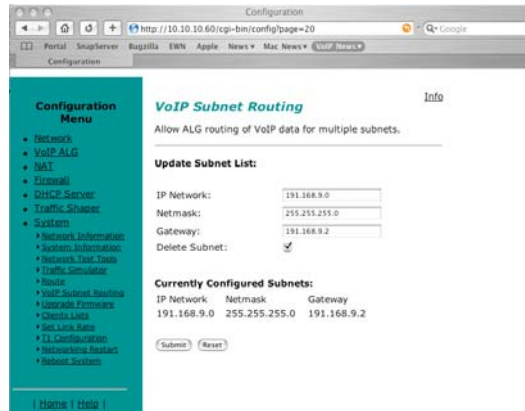 Configuration
http://10.10.10.60/cgi-bin/config?page=20
Q- Google
Portal SnapServer Bugzilla EWN Apple News ▾ Mac News ▾ VoIP News ▾
Configuration
Configuration
Menu
Network
VoIP ALG
NAT
Firewall
DHCP Server
Traffic Shaper
System
Network Information
System Information
Network Test Tools
Traffic Simulator
Route
VoIP Subnet Routing
Upgrade Firmware
Clients Lists
Set Link Rate
T1 Configuration
Networking Restart
Reboot System
| Home | Help |
VoIP Subnet Routing
Info
Allow ALG routing of VoIP data for multiple subnets.
Update Subnet List:
IP Network: 191.168.9.0
Netmask: 255.255.255.0
Gateway: 191.168.9.2
Delete Subnet:
Currently Configured Subnets:
IP Network Netmask Gateway
191.168.9.0 255.255.255.0 191.168.9.2
Submit Reset